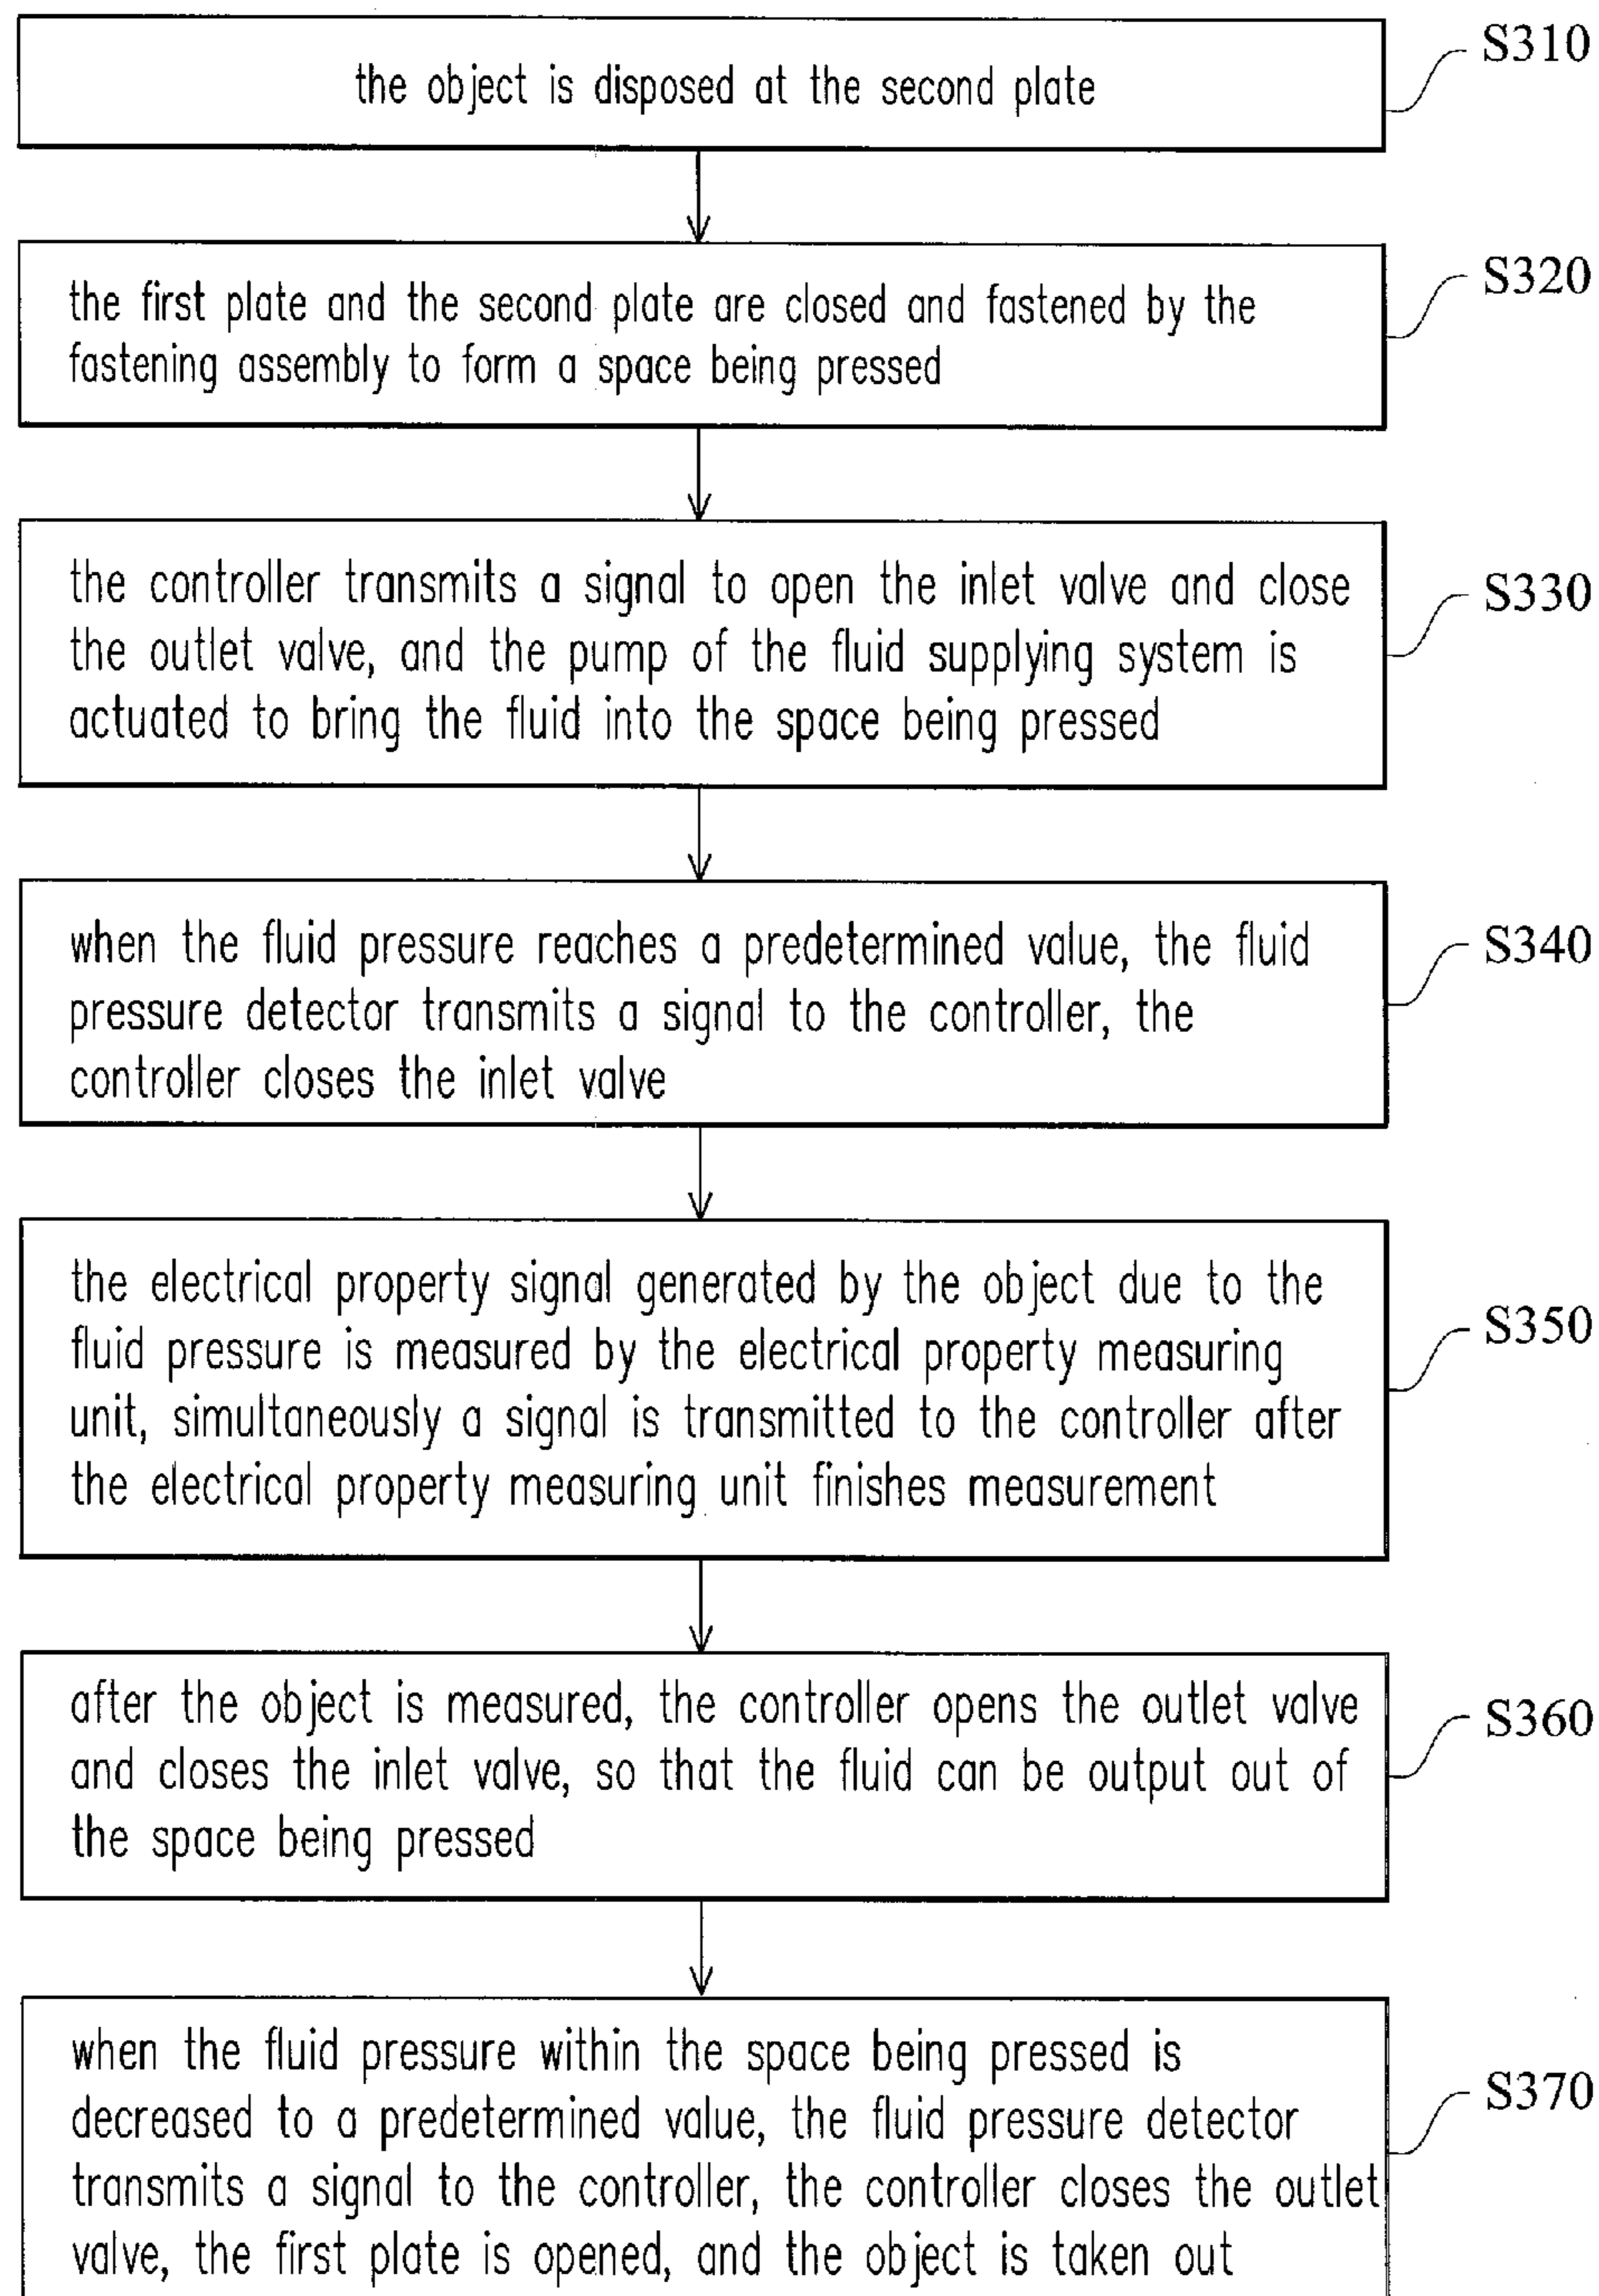 the object is disposed at the second plate
S310
the first plate and the second plate are closed and fastened by the
fastening assembly to form a space being pressed
S320
the controller transmits a signal to open the inlet valve and close
the outlet valve, and the pump of the fluid supplying system is
actuated to bring the fluid into the space being pressed
S330
when the fluid pressure reaches a predetermined value, the fluid
pressure detector transmits a signal to the controller, the
controller closes the inlet valve
S340
the electrical property signal generated by the object due to the
fluid pressure is measured by the electrical property measuring
unit, simultaneously a signal is transmitted to the controller after
the electrical property measuring unit finishes measurement
S350
after the object is measured, the controller opens the outlet valve
and closes the inlet valve, so that the fluid can be output out of
the space being pressed
S360
when the fluid pressure within the space being pressed is
decreased to a predetermined value, the fluid pressure detector
transmits a signal to the controller, the controller closes the outlet
valve, the first plate is opened, and the object is taken out
S370